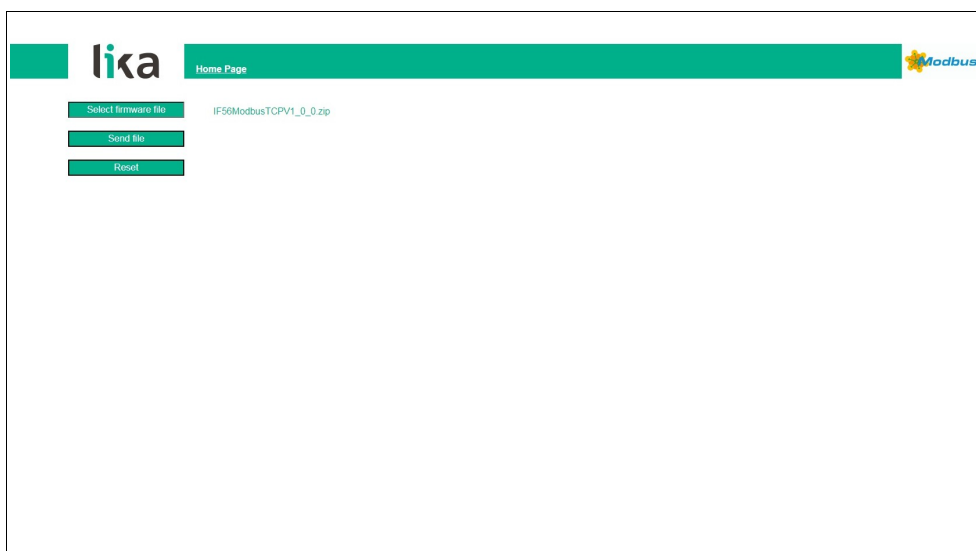 lika
Home Page
Modbus
Select firmware file
IF56ModbusTCPV1_0_0.zip
Send file
Reset